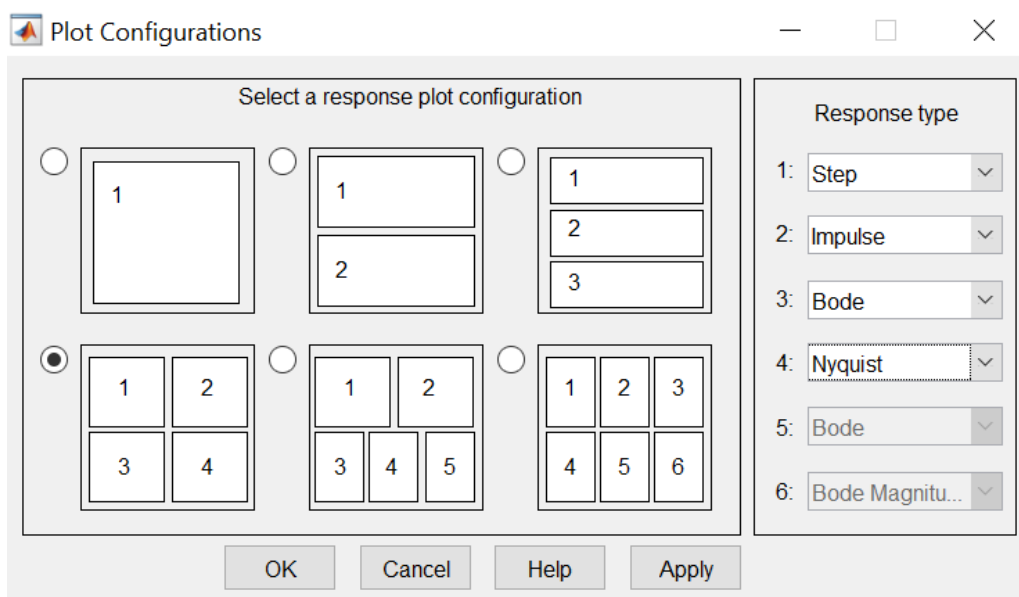 Plot Configurations
Select a response plot configuration
1
1
2
1
2
3
1 2
3 4
1 2
3 4 5
1 2 3
4 5 6
Response type
1: Step
2: Impulse
3: Bode
4: Nyquist
5: Bode
6: Bode Magnitu...
OK Cancel Help Apply